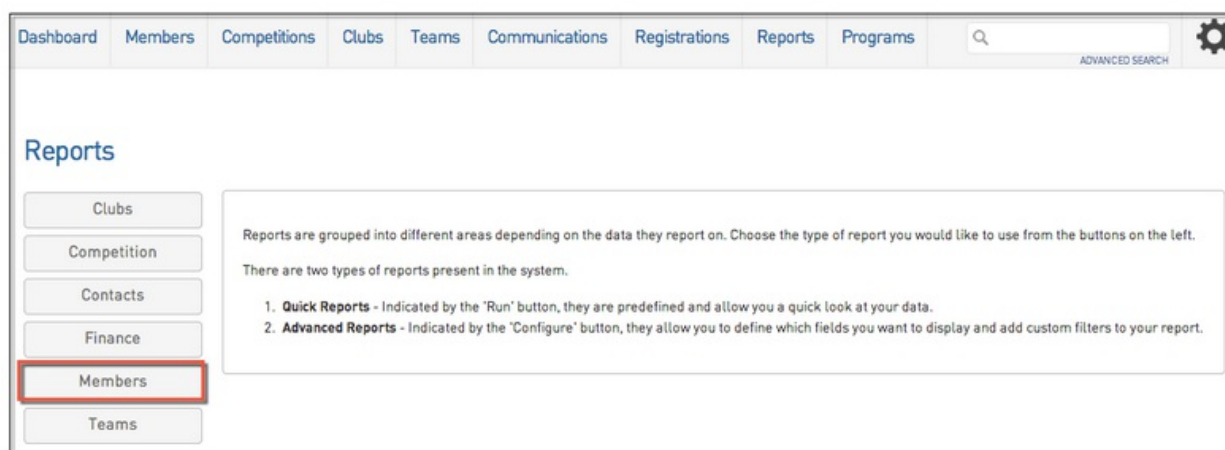 Dashboard Members Competitions Clubs Teams Communications Registrations Reports Programs
ADVANCED SEARCH
Reports
Clubs
Competition
Contacts
Finance
Members
Teams
Reports are grouped into different areas depending on the data they report on. Choose the type of report you would like to use from the buttons on the left.
There are two types of reports present in the system.
1. Quick Reports - Indicated by the 'Run' button, they are predefined and allow you a quick look at your data.
2. Advanced Reports - Indicated by the 'Configure' button, they allow you to define which fields you want to display and add custom filters to your report.